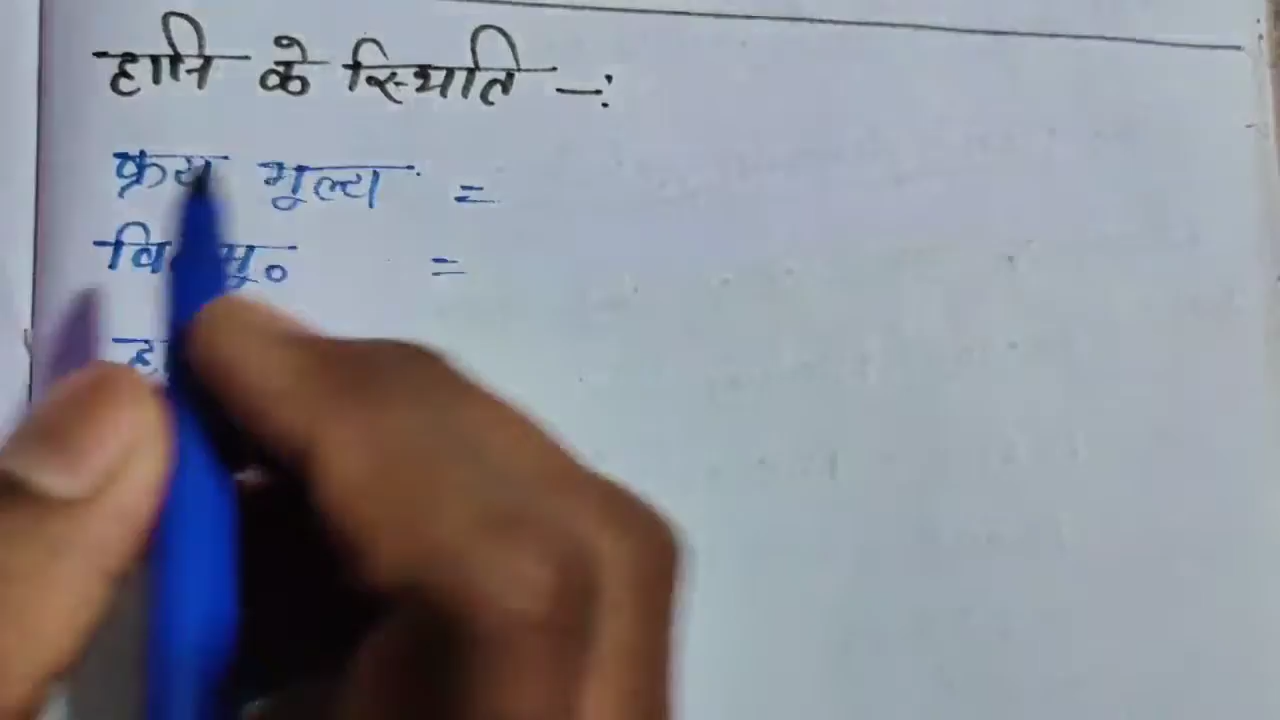 हानि के स्थिति -:
क्रय मूल्य =
मू० =